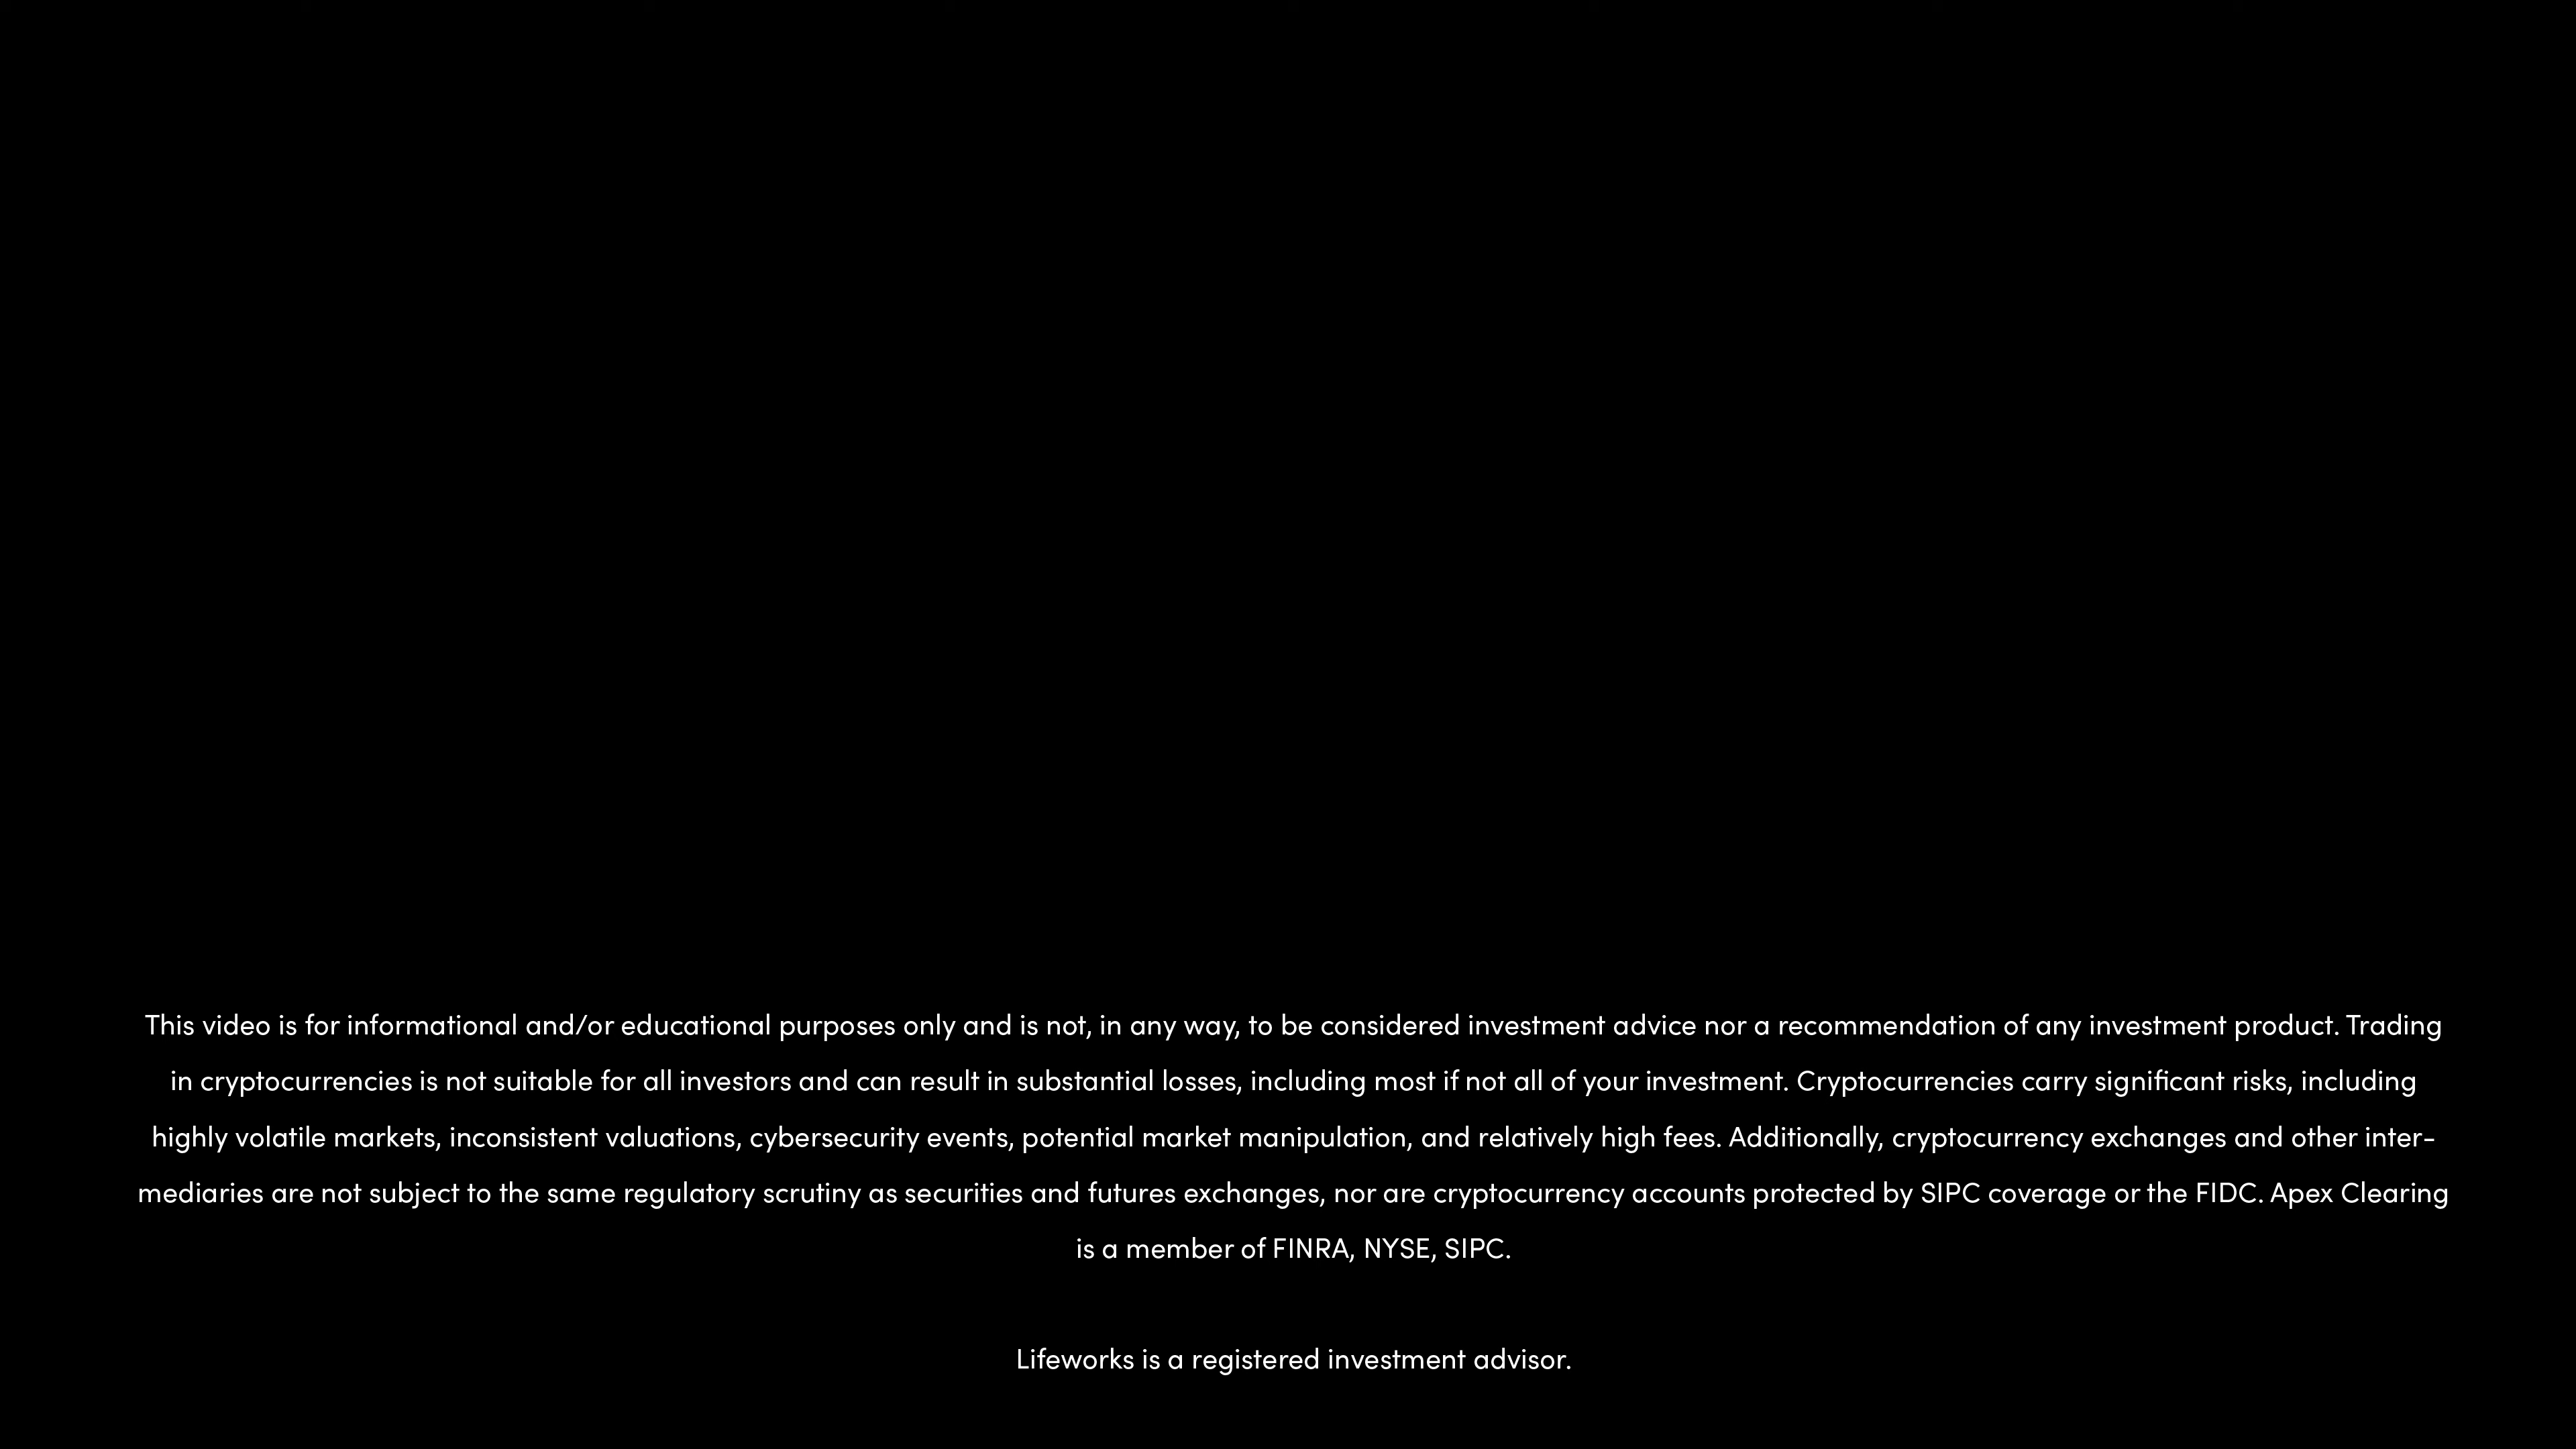 This video is for informational and/or educational purposes only and is not, in any way, to be considered investment advice nor a recommendation of any investment product. Trading
in cryptocurrencies is not suitable for all investors and can result in substantial losses, including most if not all of your investment. Cryptocurrencies carry significant risks, including
highly volatile markets, inconsistent valuations, cybersecurity events, potential market manipulation, and relatively high fees. Additionally, cryptocurrency exchanges and other inter-
mediaries are not subject to the same regulatory scrutiny as securities and futures exchanges, nor are cryptocurrency accounts protected by SIPC coverage or the FIDC. Apex Clearing
is a member of FINRA, NYSE, SIPC.
Lifeworks is a registered investment advisor.